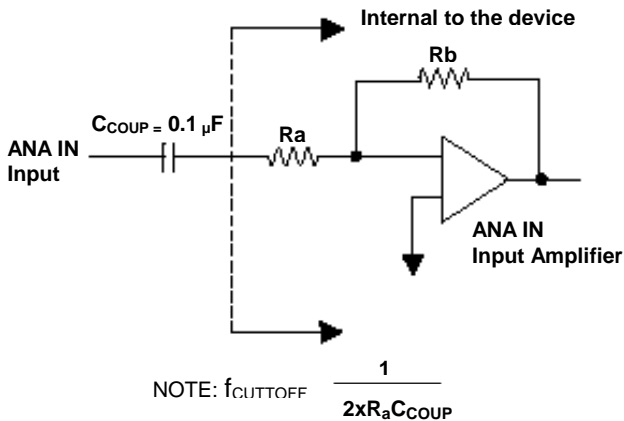 Internal to the device
Rb
CCOUP = 0.1 µF
Ra
ANA IN
Input
ANA IN
Input Amplifier
NOTE: fCUTTOFF 1
2xRaCCOUP